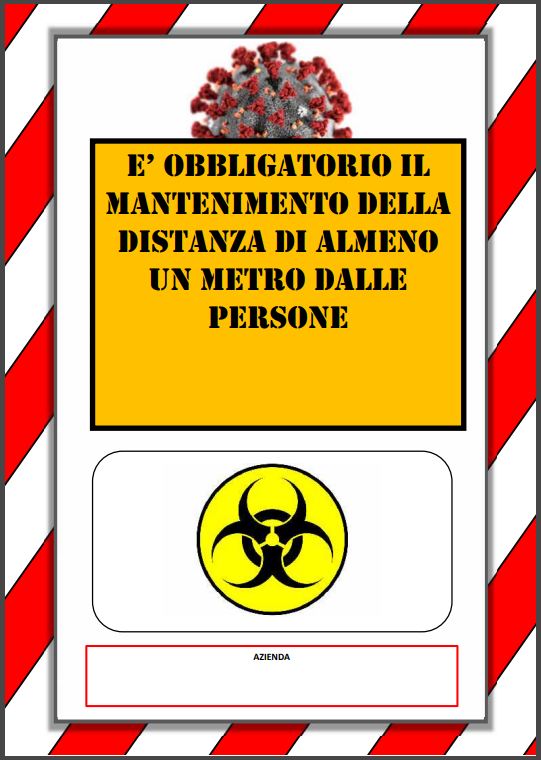 E’ OBBLIGATORIO IL
MANTENIMENTO DELLA
DISTANZA DI ALMENO
UN METRO DALLE
PERSONE
AZIENDA